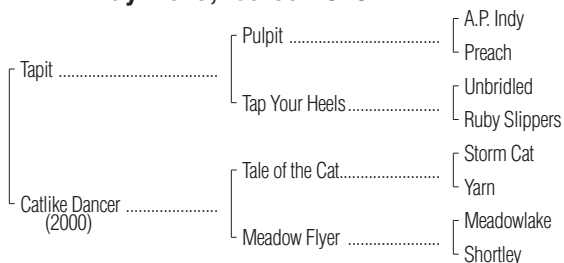 A.P. Indy
Pulpit ..........................................
Preach
Tapit ............................................
Unbridled
Tap Your Heels .........................
Ruby Slippers
Storm Cat
Tale of the Cat...........................
Yarn
Catlike Dancer .........................
(2000)
Meadowlake
Meadow Flyer ..........................
Shortley